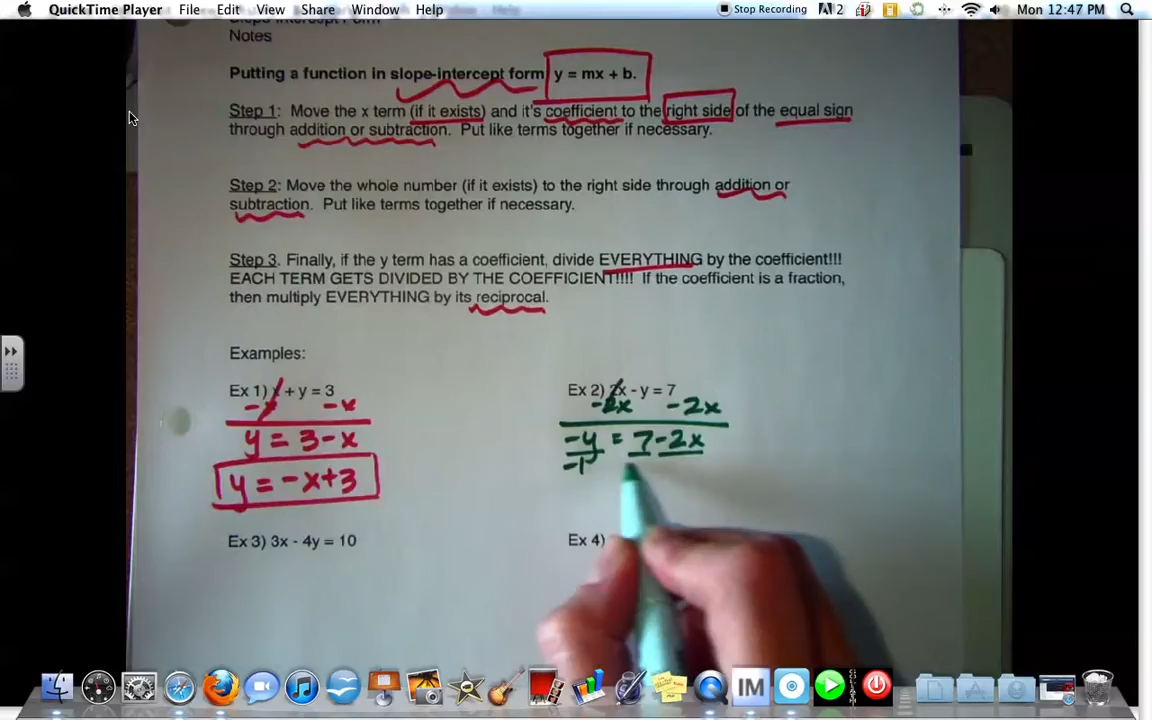 QuickTime Player File Edit View Share Window Help Stop Recording 2 Mon 12:47 PM
Notes
Putting a function in slope-intercept form y = mx + b.
Step 1: Move the x term (if it exists) and it's coefficient to the right side of the equal sign
through addition or subtraction. Put like terms together if necessary.
Step 2: Move the whole number (if it exists) to the right side through addition or
subtraction. Put like terms together if necessary.
Step 3. Finally, if the y term has a coefficient, divide EVERYTHING by the coefficient!!!
EACH TERM GETS DIVIDED BY THE COEFFICIENT!!!! If the coefficient is a fraction,
then multiply EVERYTHING by its reciprocal.
Examples:
Ex 1) x + y = 3
-x -x
y = 3 - x
y = -x+3
Ex 2) 2x - y = 7
-2x -2x
-y = 7 - 2x
-1
Ex 3) 3x - 4y = 10
Ex 4)
IM